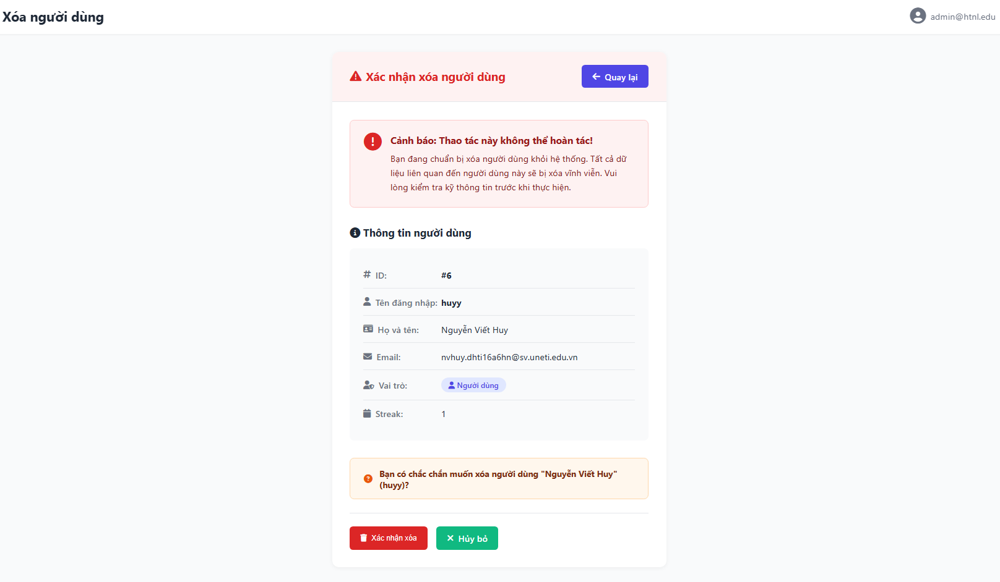 Xóa người dùng
admin@htnl.edu
Xác nhận xóa người dùng
Quay lại
Cảnh báo: Thao tác này không thể hoàn tác!
Bạn đang chuẩn bị xóa người dùng khỏi hệ thống. Tất cả dữ
liệu liên quan đến người dùng này sẽ bị xóa vĩnh viễn. Vui
lòng kiểm tra kỹ thông tin trước khi thực hiện.
Thông tin người dùng
ID: #6
Tên đăng nhập: huyy
Họ và tên: Nguyễn Viết Huy
Email: nvhuy.dhti16a6hn@sv.uneti.edu.vn
Vai trò: Người dùng
Streak: 1
Bạn có chắc chắn muốn xóa người dùng "Nguyễn Viết Huy"
(huyy)?
Xác nhận xóa
Hủy bỏ